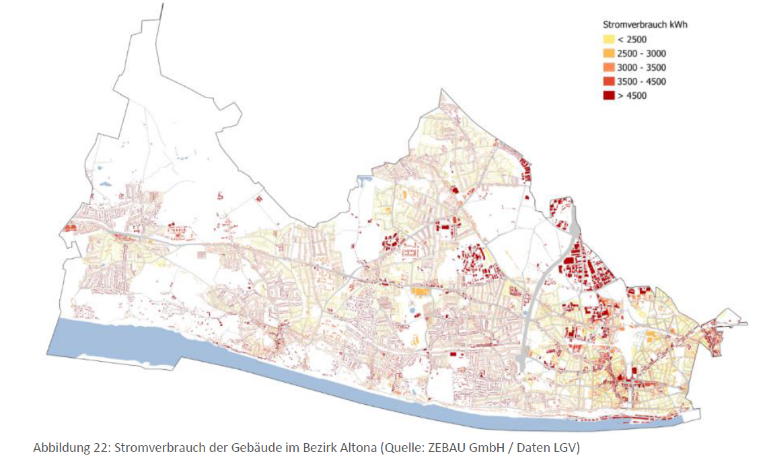 Stromverbrauch kWh
< 2500
2500 - 3000
3000 - 3500
3500 - 4500
> 4500
Abbildung 22: Stromverbrauch der Gebäude im Bezirk Altona (Quelle: ZEBAU GmbH / Daten LGV)